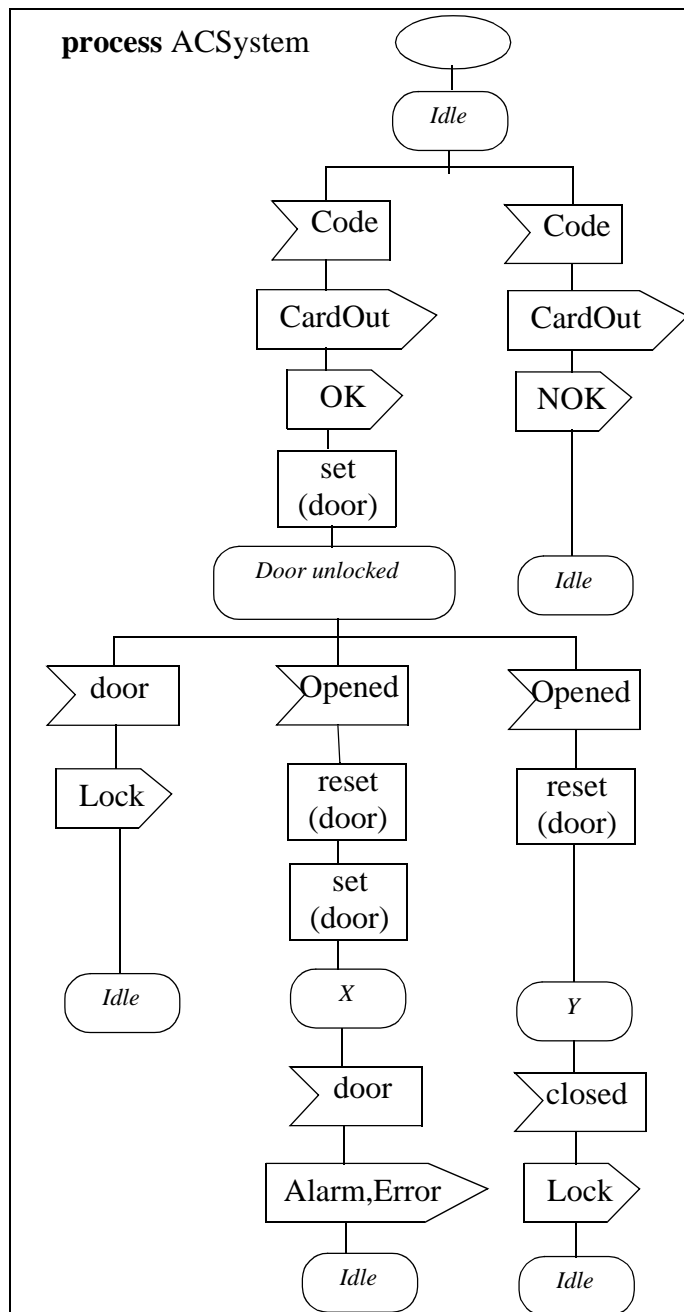 process ACSystem
Idle
Code
Code
CardOut
CardOut
OK
NOK
set
(door)
Door unlocked
Idle
door
Opened
Opened
Lock
reset
(door)
reset
(door)
set
(door)
Idle
X
Y
door
closed
Alarm,Error
Lock
Idle
Idle